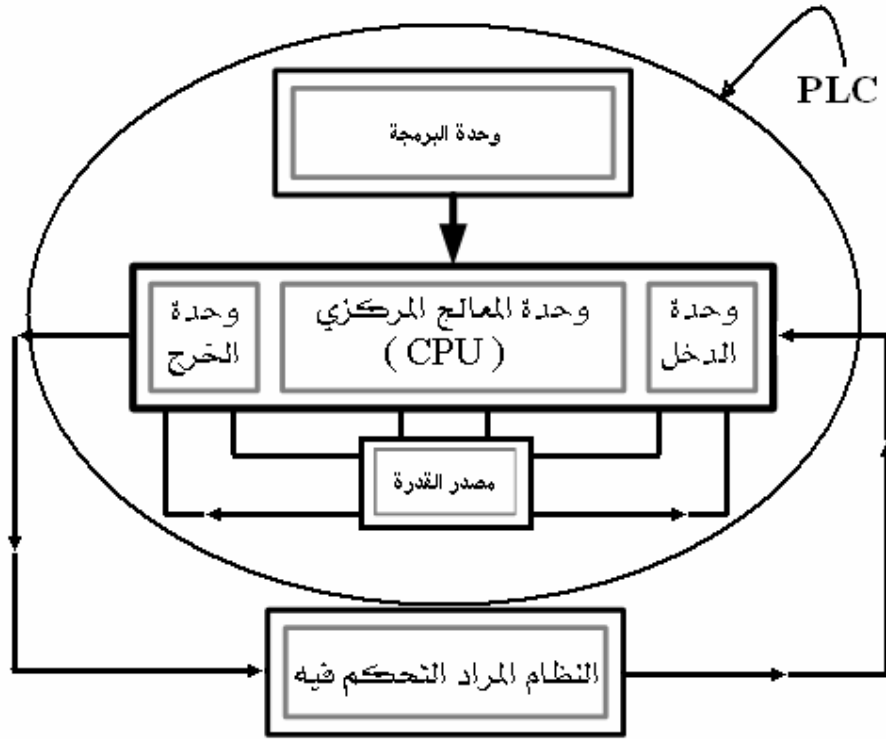 PLC
وحدة البرمجة
وحدة
الدخل
وحدة المعالج المركزي
( CPU )
وحدة
الخرج
مصدر القدرة
النظام المراد التحكم فيه